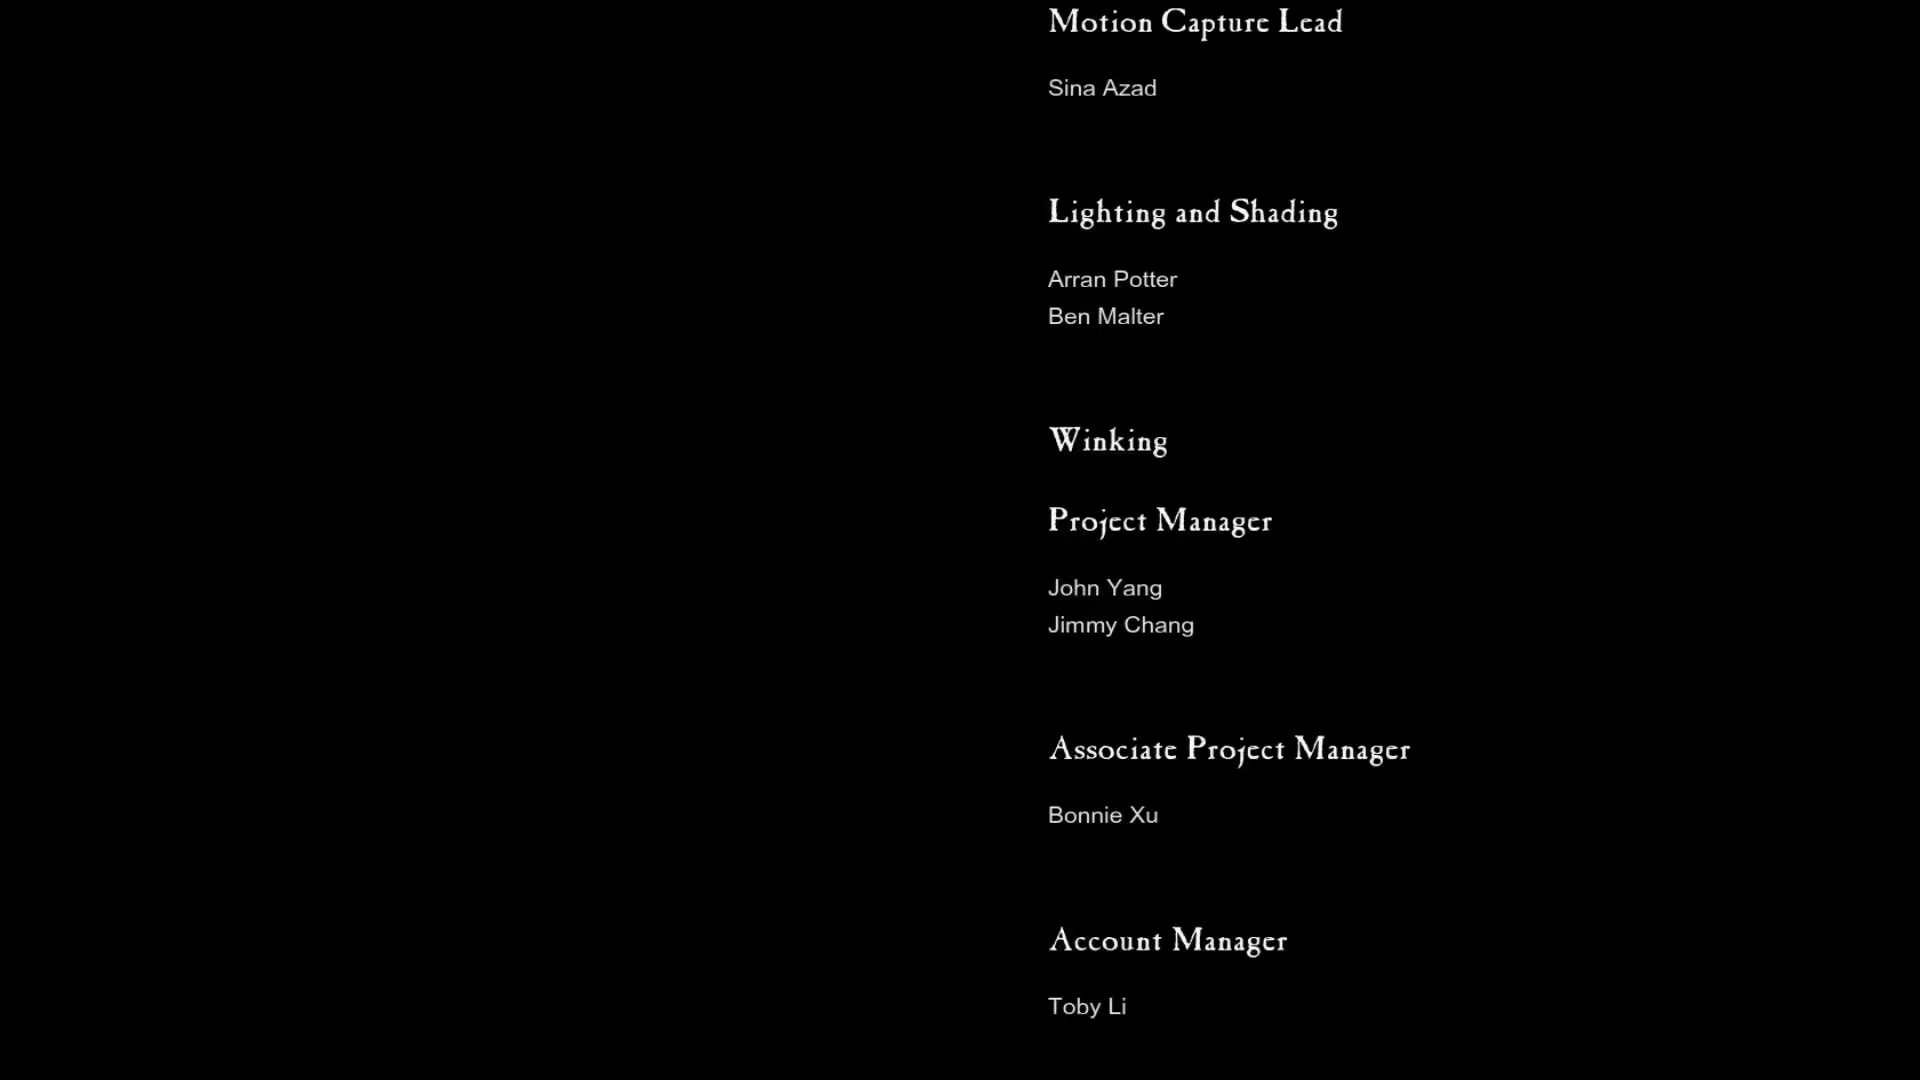 Motion Capture Lead
Sina Azad
Lighting and Shading
Arran Potter
Ben Malter
Winking
Project Manager
John Yang
Jimmy Chang
Associate Project Manager
Bonnie Xu
Account Manager
Toby Li